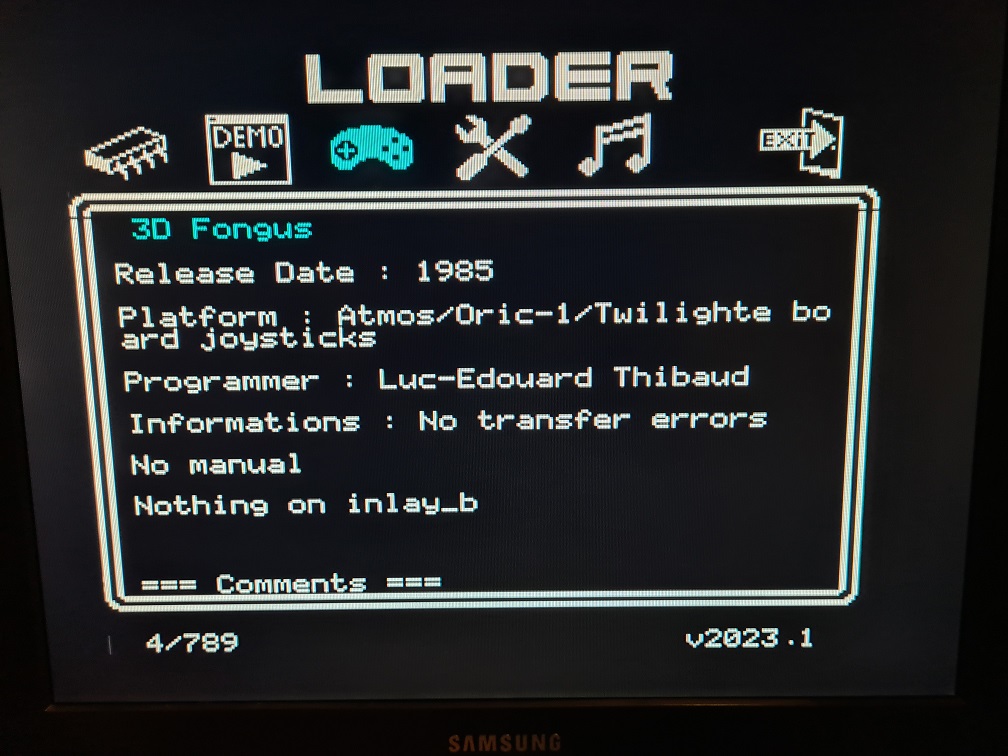 LOADER
DEMO
EXIT
3D Fongus
Release Date : 1985
Platform : Atmos/Oric-1/Twilighte bo
ard joysticks
Programmer : Luc-Edouard Thibaud
Informations : No transfer errors
No manual
Nothing on inlay_b
=== Comments ===
4/789
v2023.1
SAMSUNG